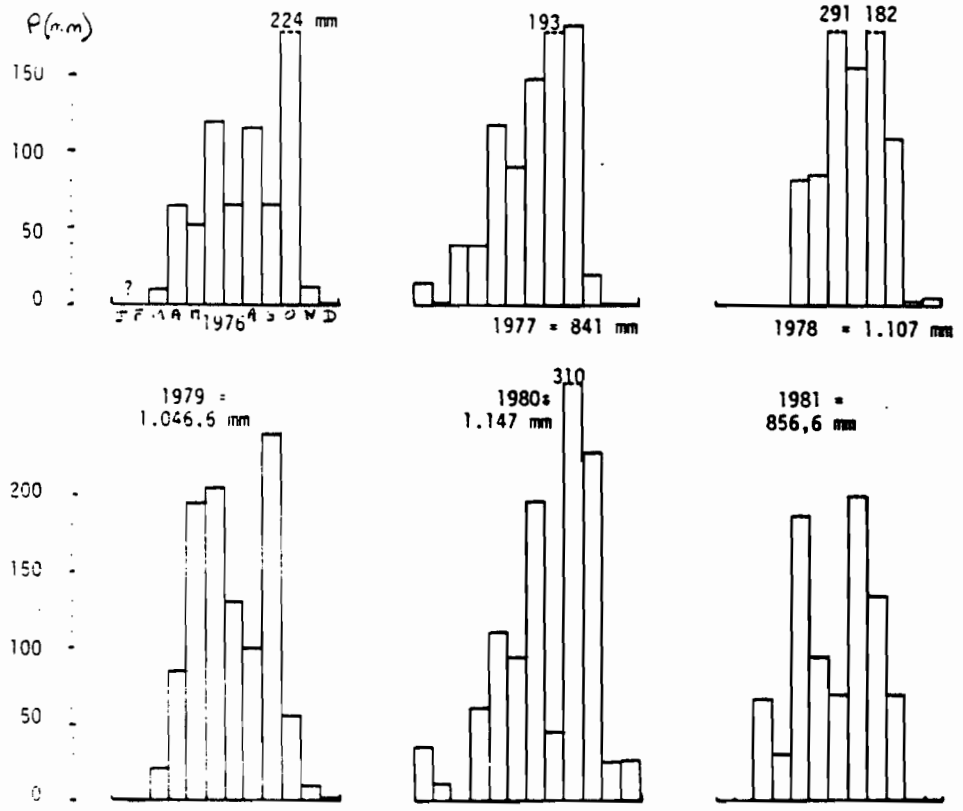 P(mm)
224 mm
193
291 182
150
100
50
0
?
J F M A M A S O N D
1976
1977 = 841 mm
1978 = 1.107 mm
1979 =
1.046.5 mm
310
1980=
1.147 mm
1981 =
856,6 mm
200
150
100
50
0